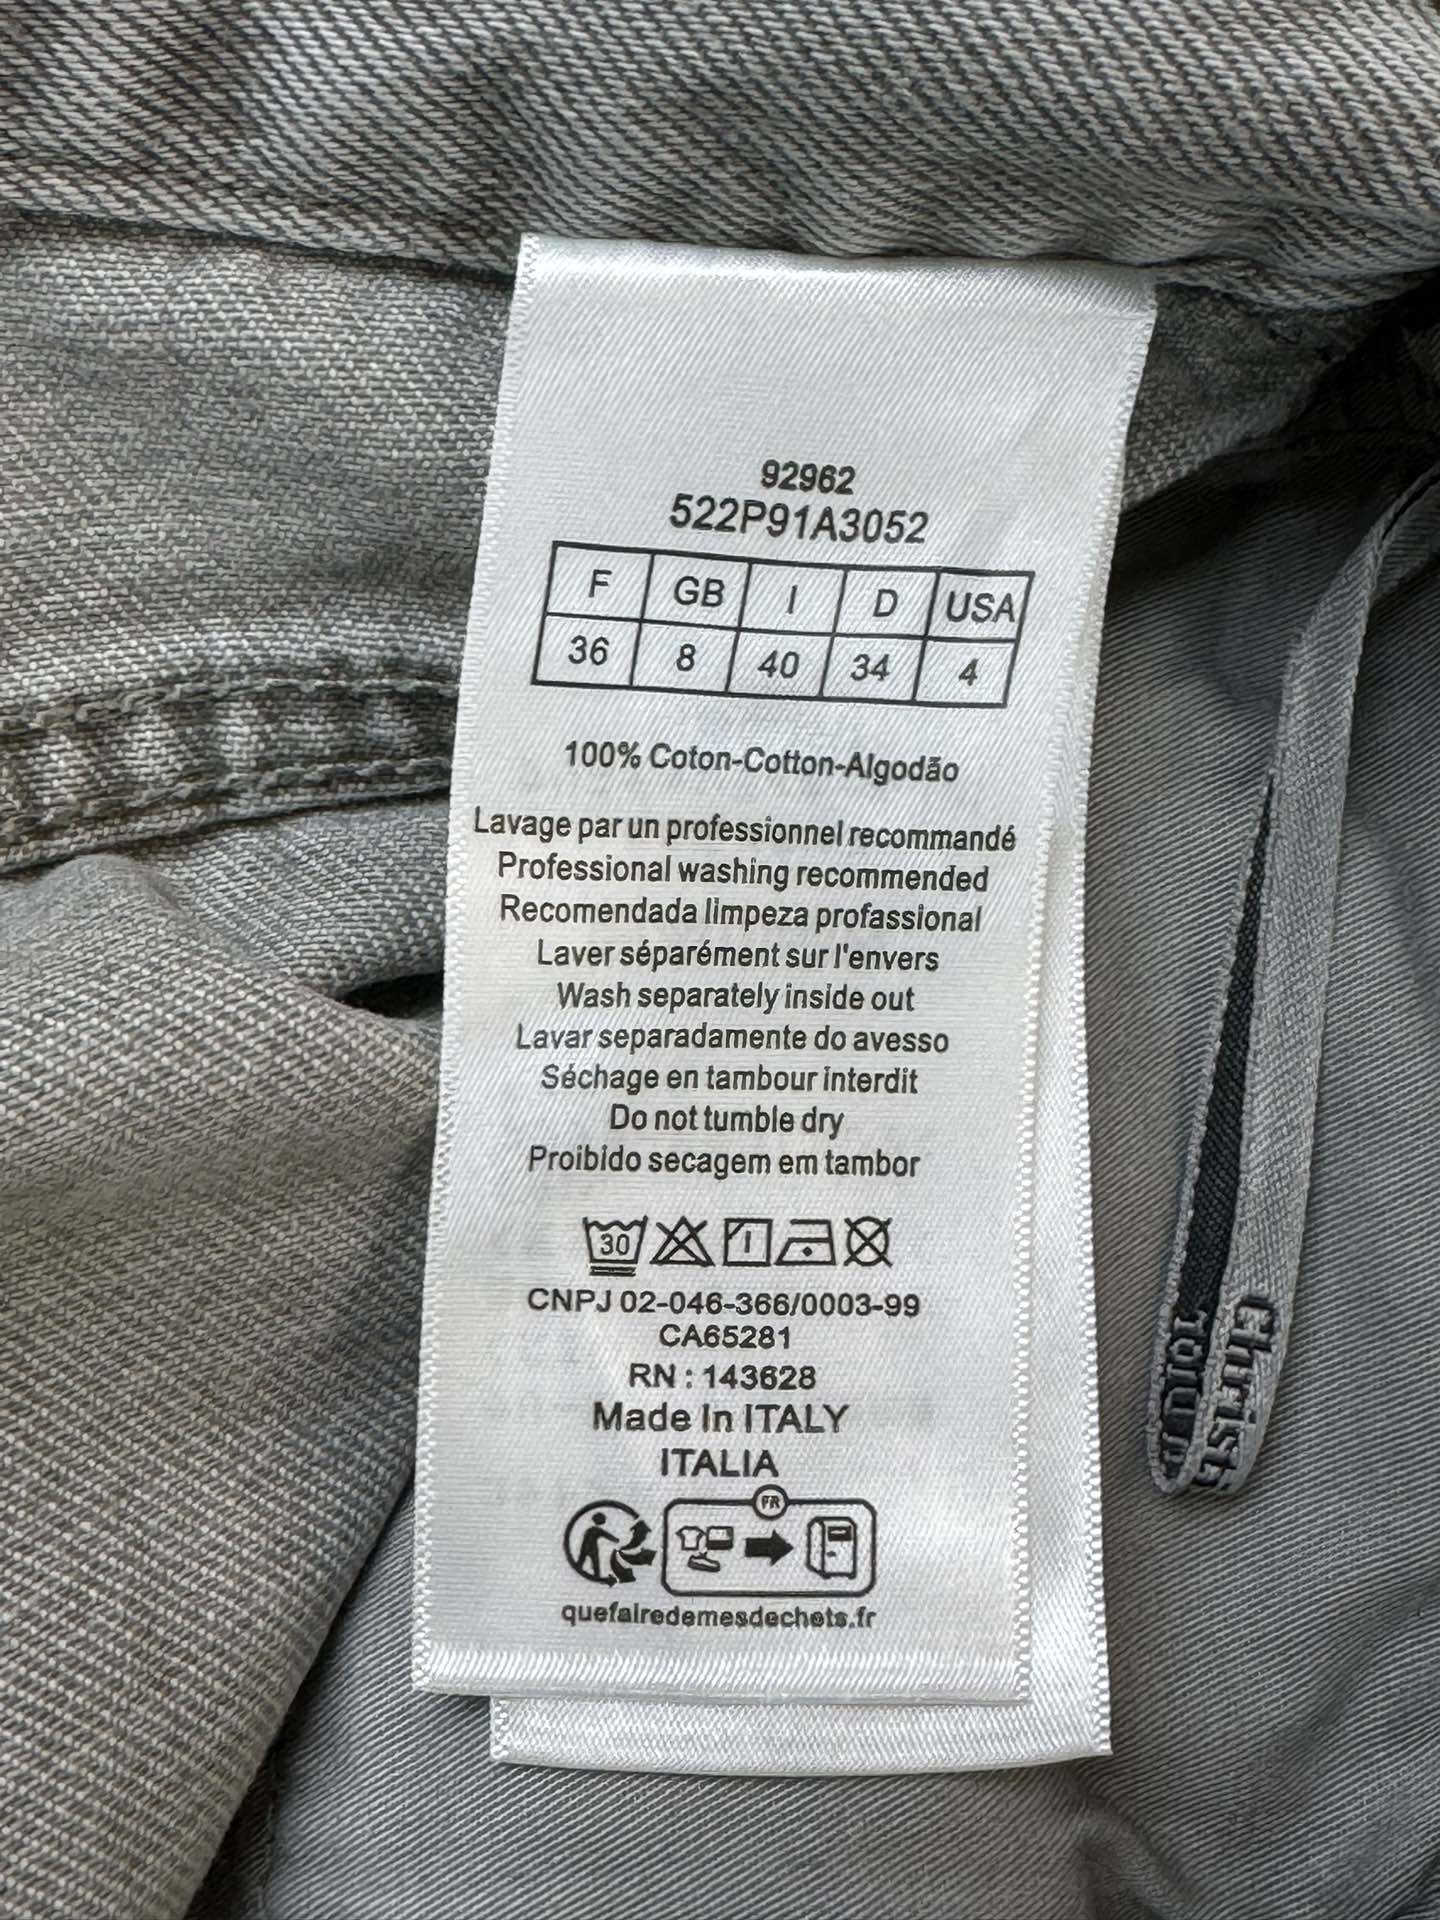 92962
522P91A3052
F GB I D USA
36 8 40 34 4
100% Coton-Cotton-Algodão
Lavage par un professionnel recommandé
Professional washing recommended
Recomendada limpeza profassional
Laver séparément sur l'envers
Wash separately inside out
Lavar separadamente do avesso
Séchage en tambour interdit
Do not tumble dry
Proibido secagem em tambor
30
CNPJ 02-046-366/0003-99
CA65281
RN : 143628
Made In ITALY
ITALIA
FR
quefairedemesdechets.fr